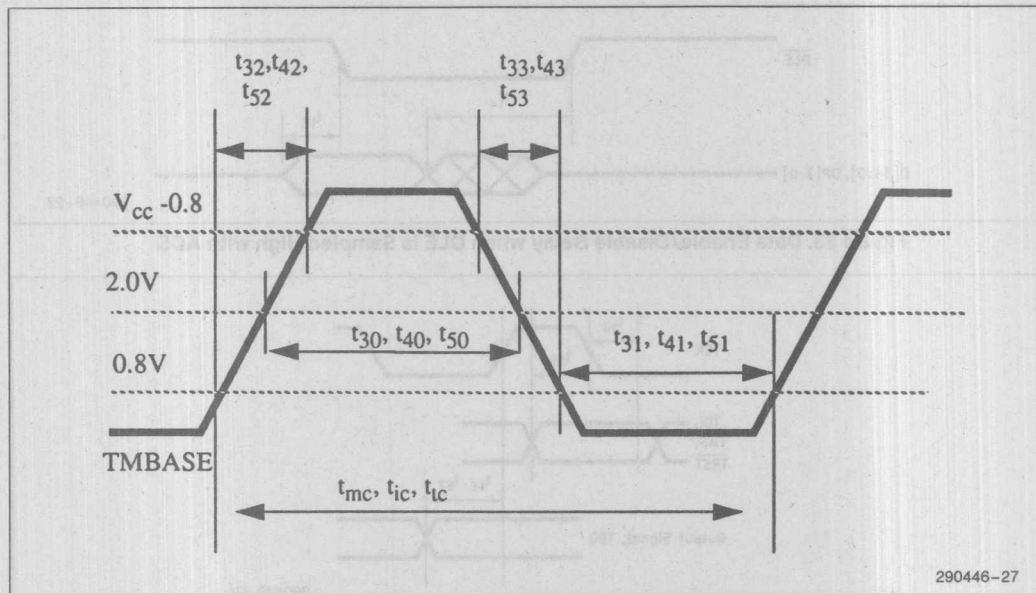 t32,t42,
t52
t33,t43
t53
Vcc -0.8
2.0V
t30, t40, t50
t31, t41, t51
0.8V
TMBASE
tmc, tic, tLc
290446-27